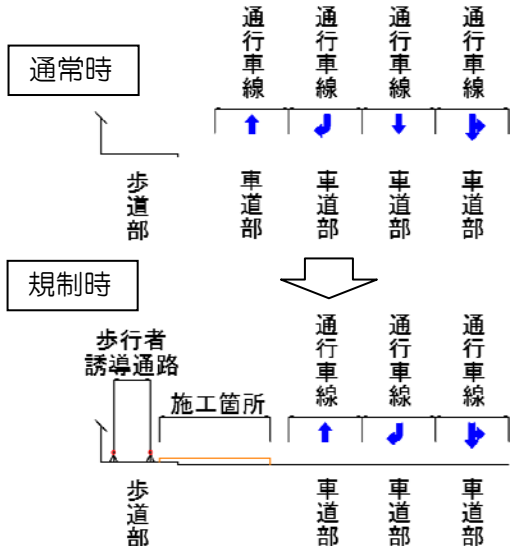 通常時
通行車線
通行車線
通行車線
通行車線
歩道部
車道部
車道部
車道部
車道部
規制時
歩行者
誘導通路
施工箇所
通行車線
通行車線
通行車線
歩道部
車道部
車道部
車道部